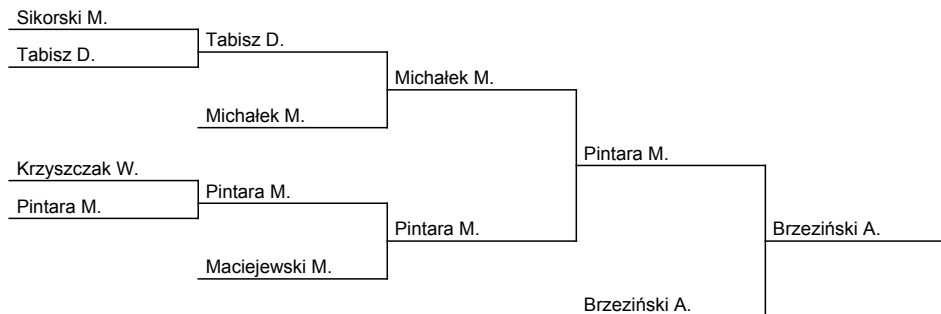 Sikorski M.
Tabisz D.
Tabisz D.
Michałek M.
Michałek M.
Krzyszczak W.
Pintara M.
Pintara M.
Pintara M.
Pintara M.
Brzeziński A.
Maciejewski M.
Brzeziński A.